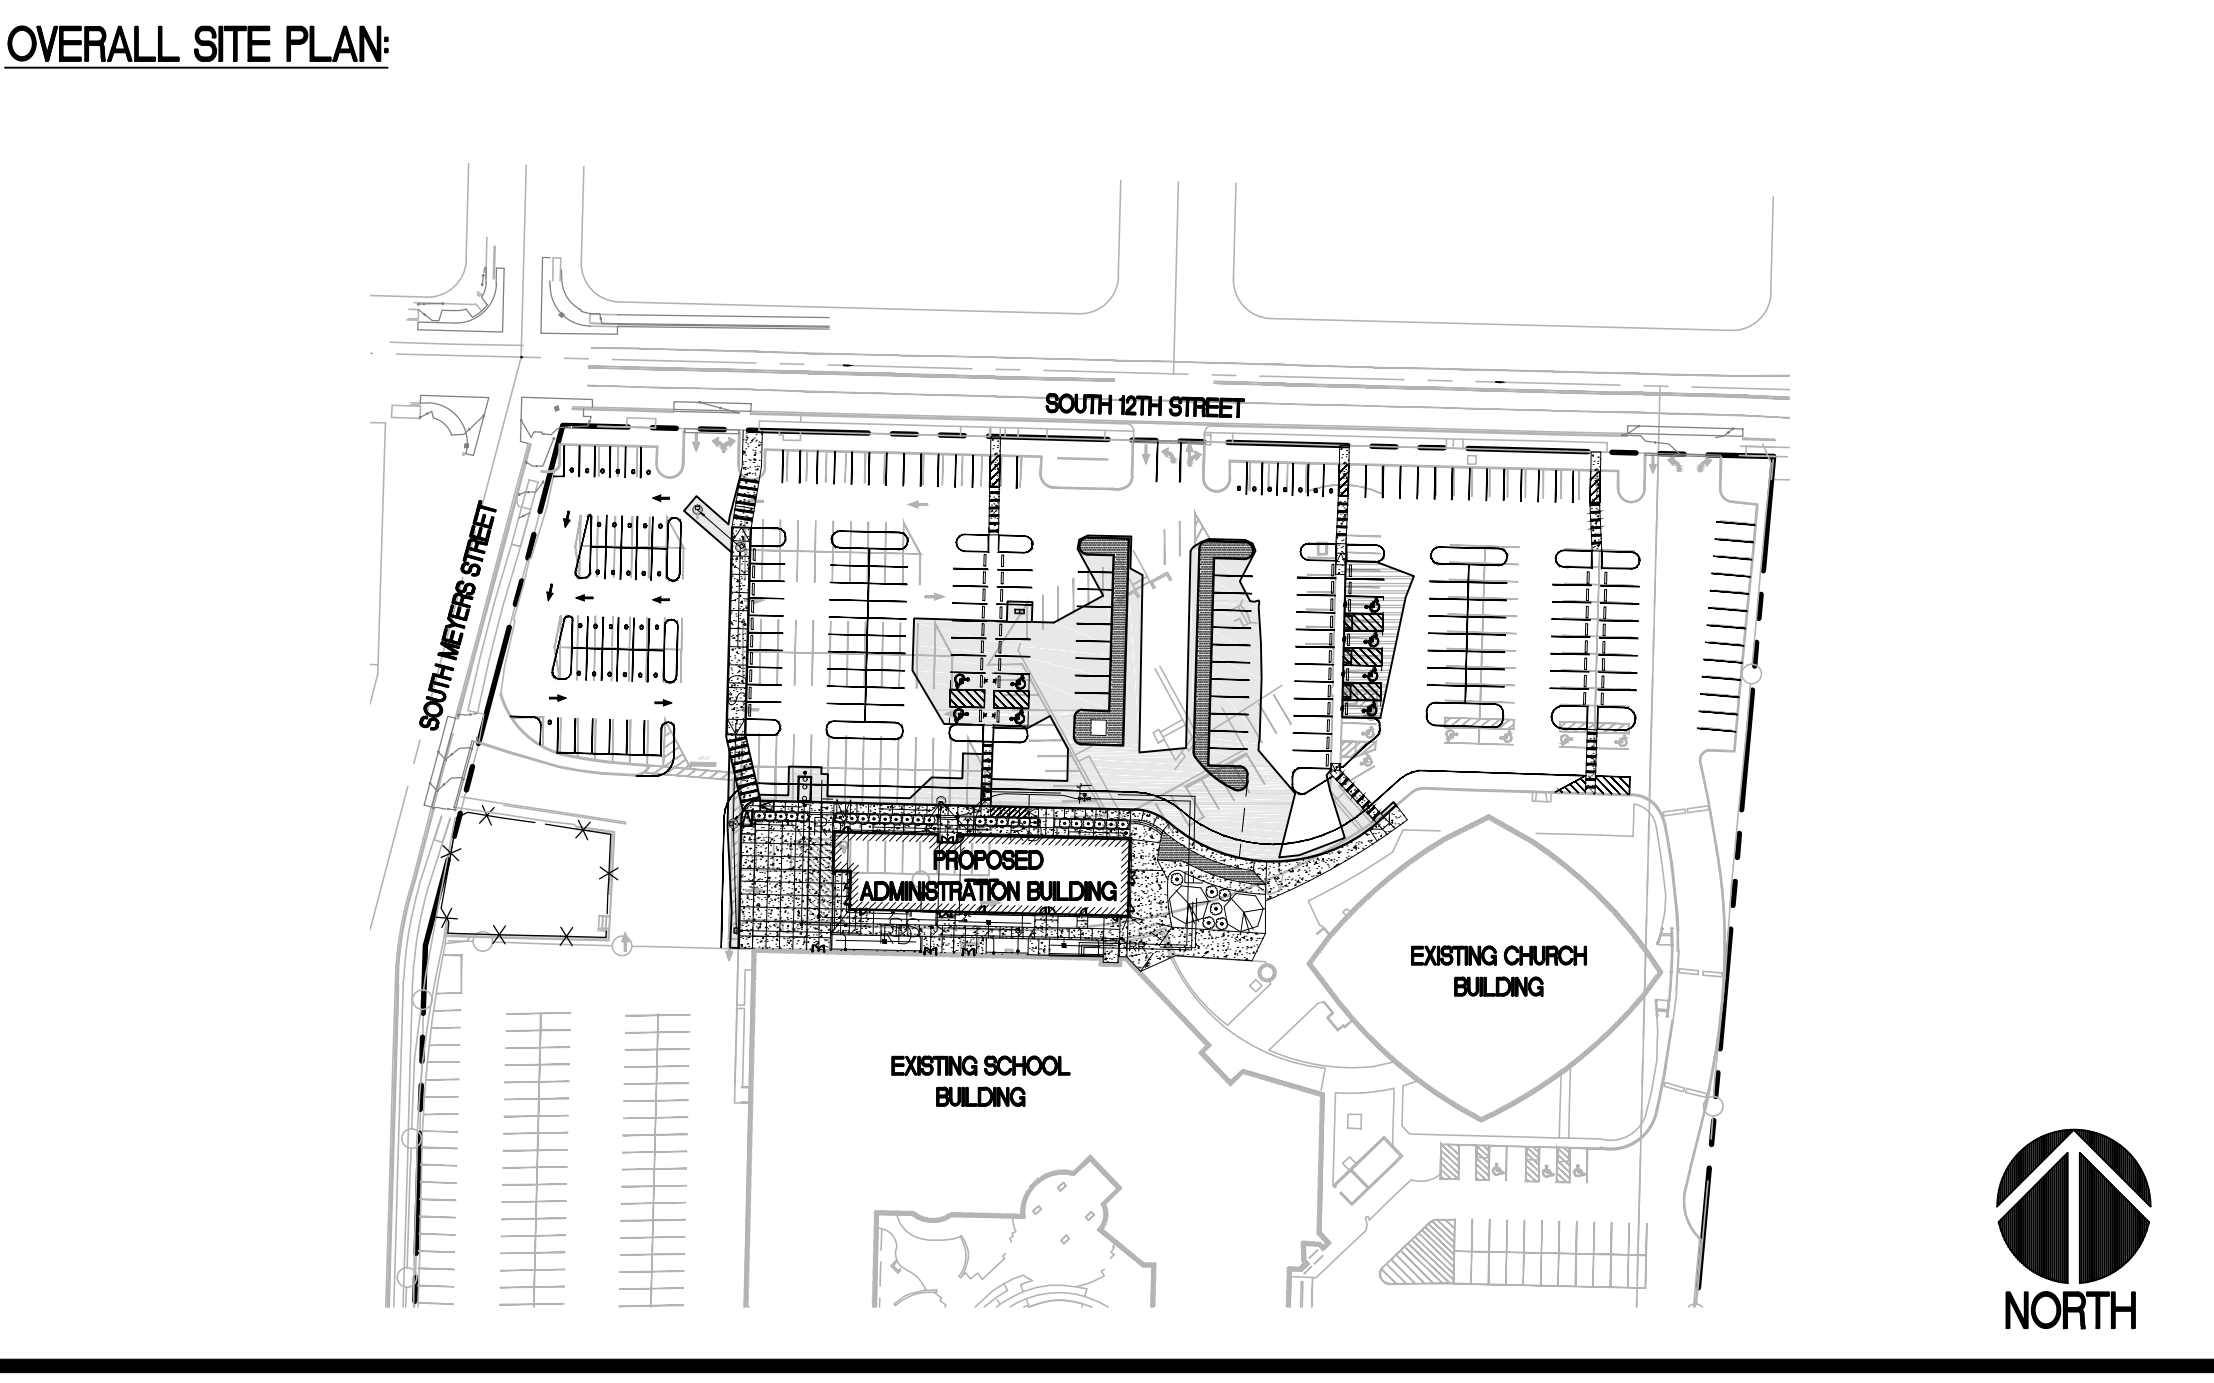 OVERALL SITE PLAN:
SOUTH 12TH STREET
SOUTH MEYERS STREET
PROPOSED
ADMINISTRATION BUILDING
EXISTING CHURCH
BUILDING
EXISTING SCHOOL
BUILDING
NORTH